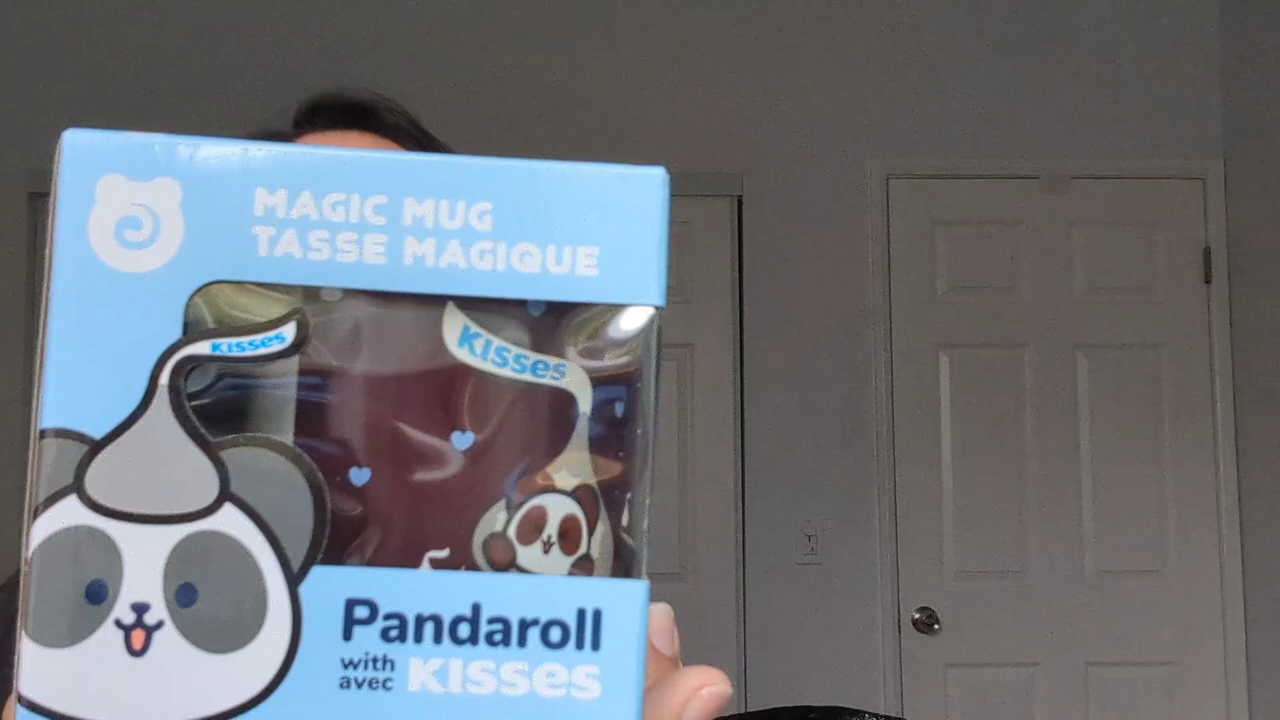 MAGIC MUG
TASSE MAGIQUE
KISSES
KISSES
Pandaroll
with
avec
KISSES